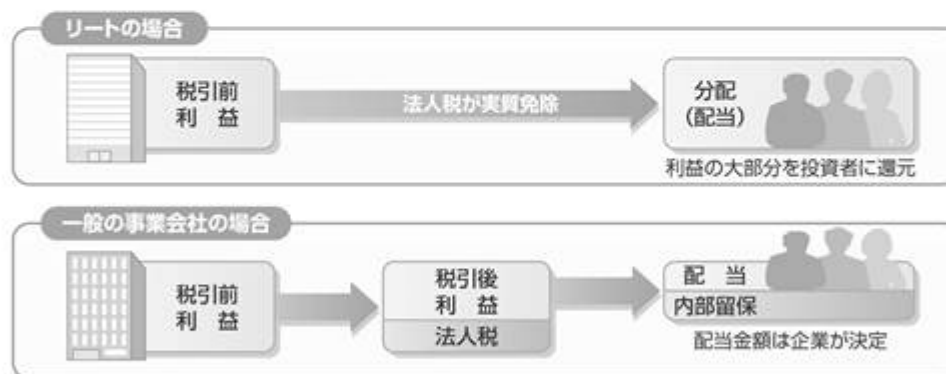 リートの場合
税引前
利 益
法人税が実質免除
分配
(配当)
利益の大部分を投資者に還元
一般の事業会社の場合
税引前
利 益
税引後
利 益
法人税
配 当
内部留保
配当金額は企業が決定